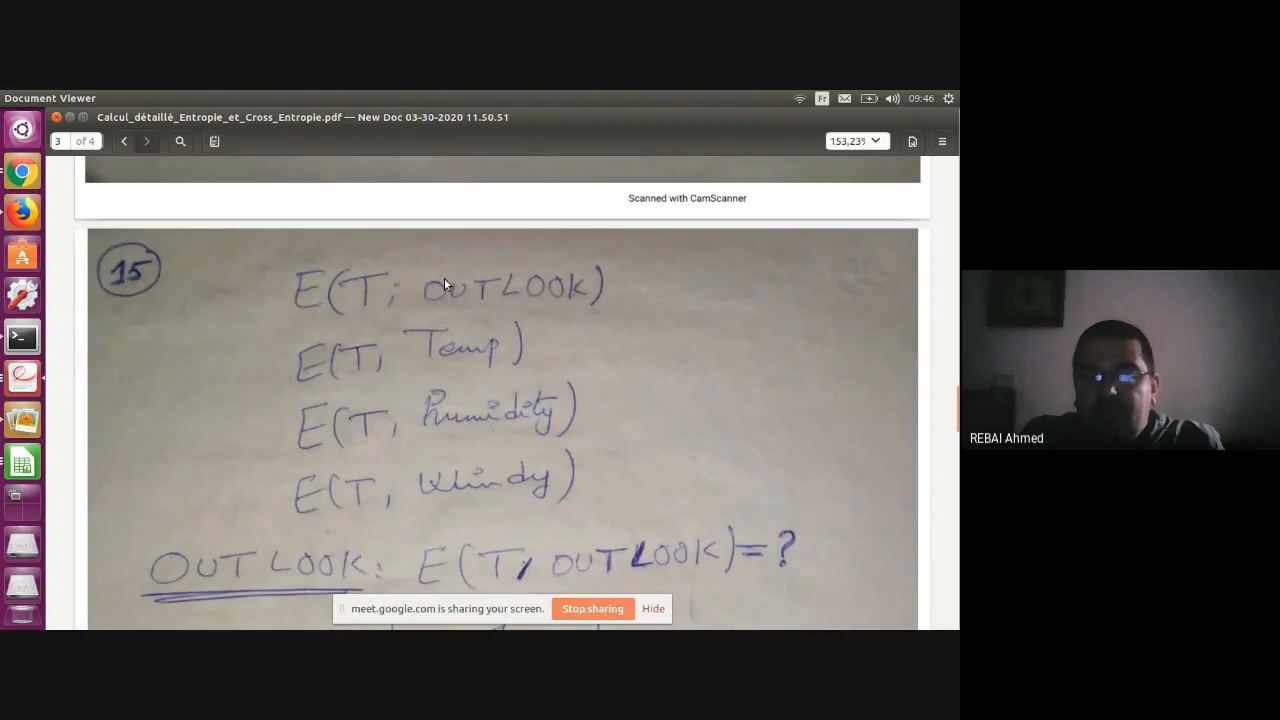 Document Viewer
Fr
09:46
Calcul_détaillé_Entropie_et_Cross_Entropie.pdf — New Doc 03-30-2020 11.50.51
3
of 4
153,23%
Scanned with CamScanner
15
E(T; OUTLOOK)
E(T, Temp)
E(T, Humidity)
E(T, Windy)
OUTLOOK: E(T, OUTLOOK)=?
meet.google.com is sharing your screen.
Stop sharing
Hide
REBAI Ahmed